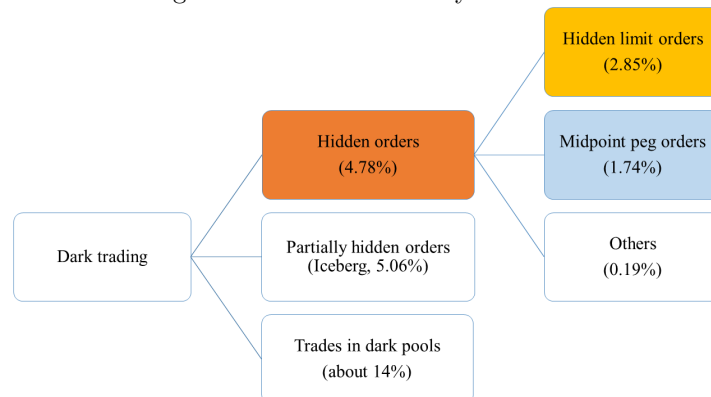 Hidden limit orders
(2.85%)
Hidden orders
(4.78%)
Midpoint peg orders
(1.74%)
Dark trading
Partially hidden orders
(Iceberg, 5.06%)
Others
(0.19%)
Trades in dark pools
(about 14%)